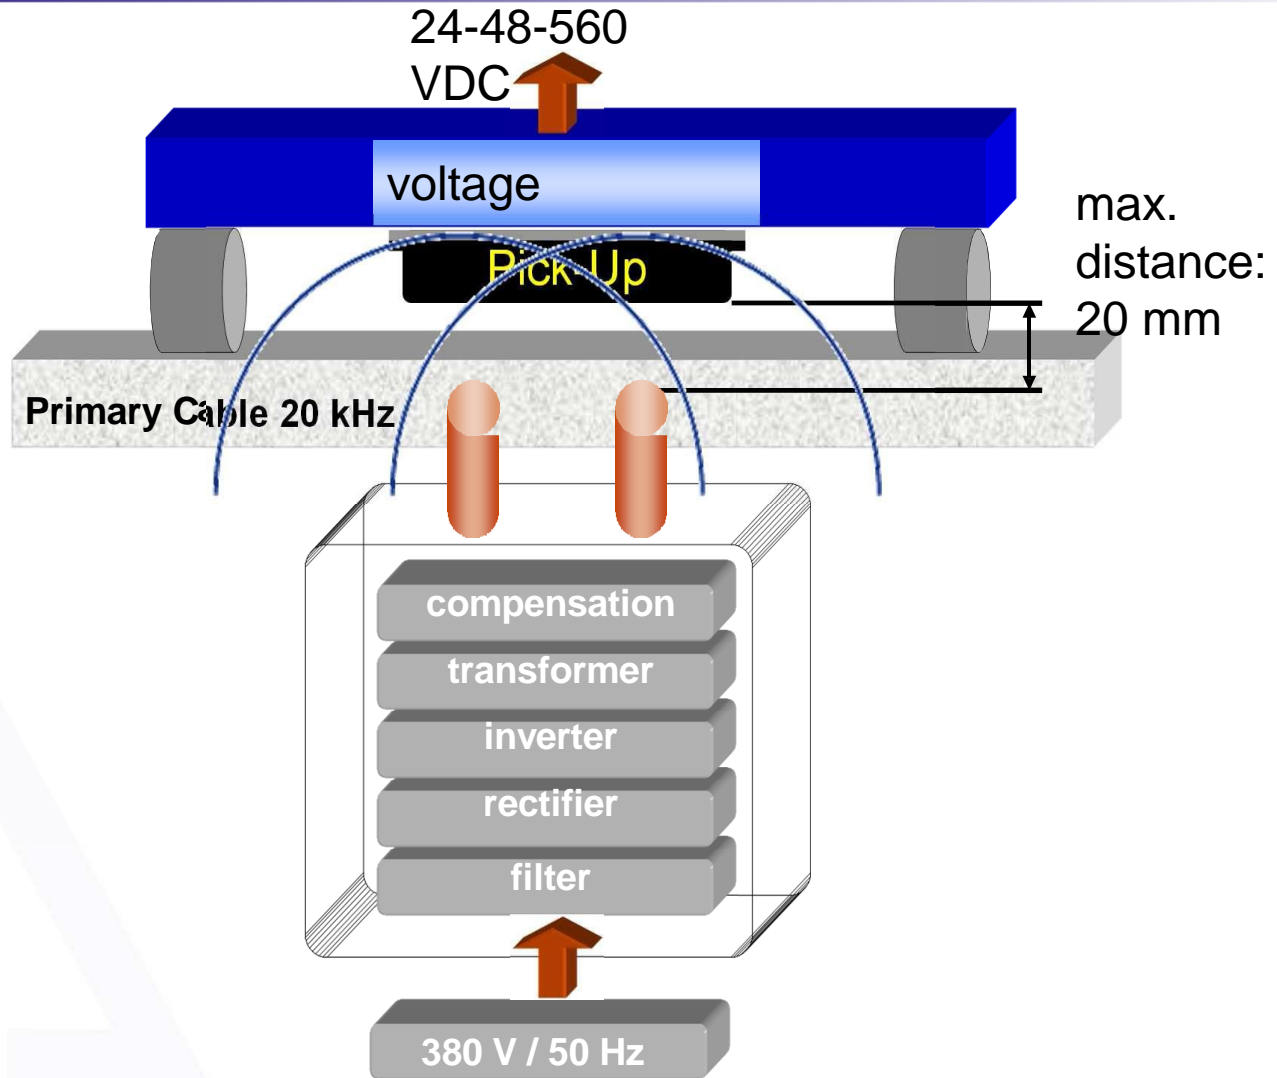 24-48-560
VDC
voltage
Pick-Up
max.
distance:
20 mm
Primary Cable 20 kHz
compensation
transformer
inverter
rectifier
filter
380 V / 50 Hz